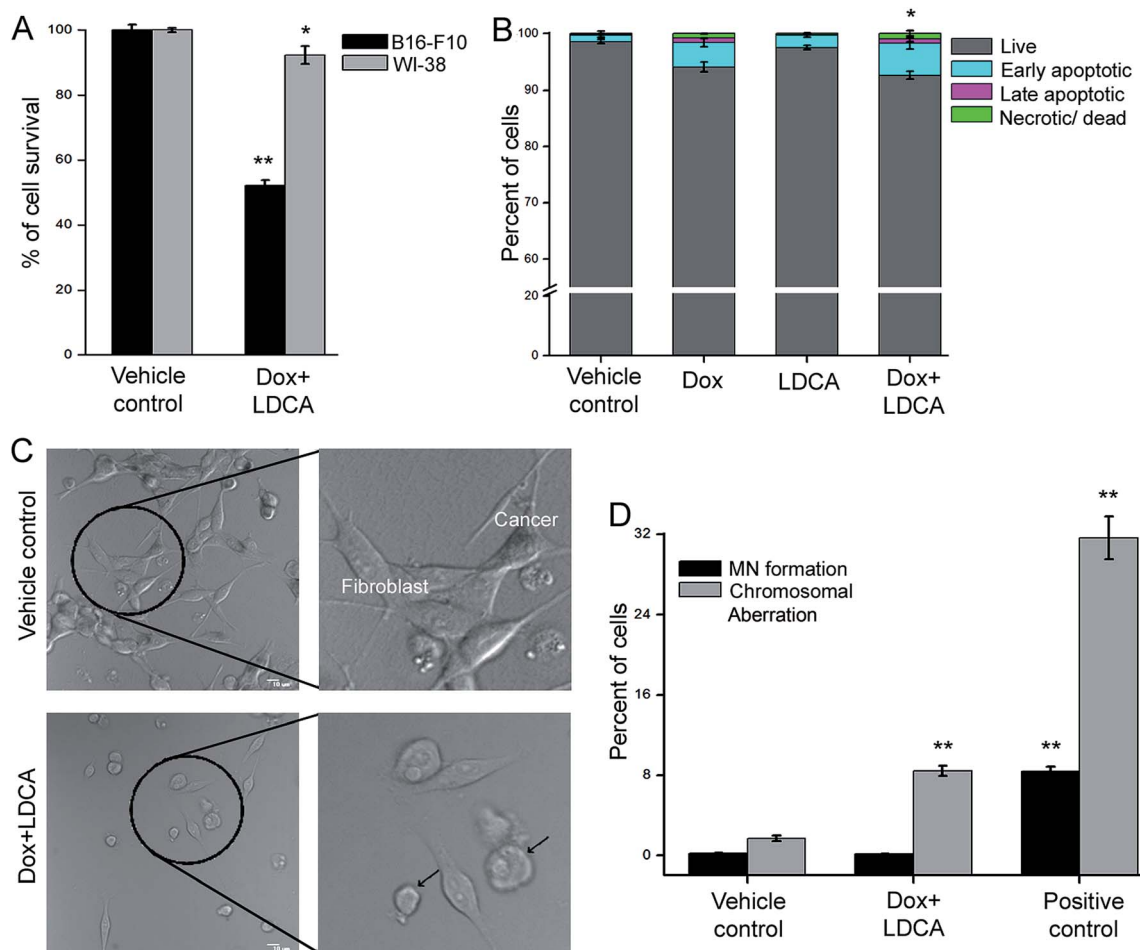 A
100
80
60
40
20
0
% of cell survival
*
**
B16-F10
WI-38
Vehicle
control
Dox+
LDCA
B
100
90
80
70
60
20
0
Percent of cells
*
Live
Early apoptotic
Late apoptotic
Necrotic/ dead
Vehicle
control
Dox
LDCA
Dox+
LDCA
C
Vehicle control
Cancer
Fibroblast
10 µm
Dox+LDCA
D
32
24
16
8
0
Percent of cells
MN formation
Chromosomal
Aberration
**
**
**
Vehicle
control
Dox+
LDCA
Positive
control